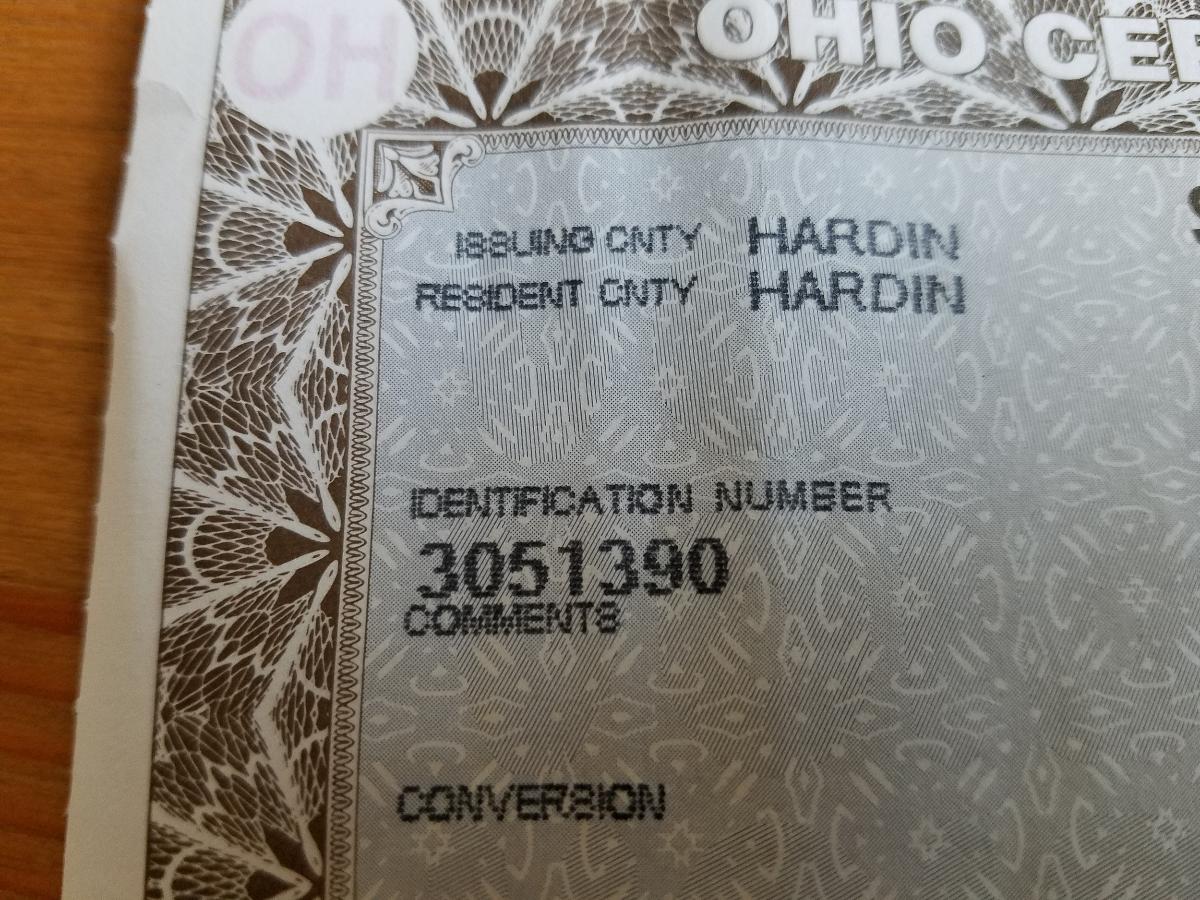 OH
OHIO CE
ISSUING CNTY HARDIN
RESIDENT CNTY HARDIN
IDENTIFICATION NUMBER
3051390
COMMENTS
CONVERSION